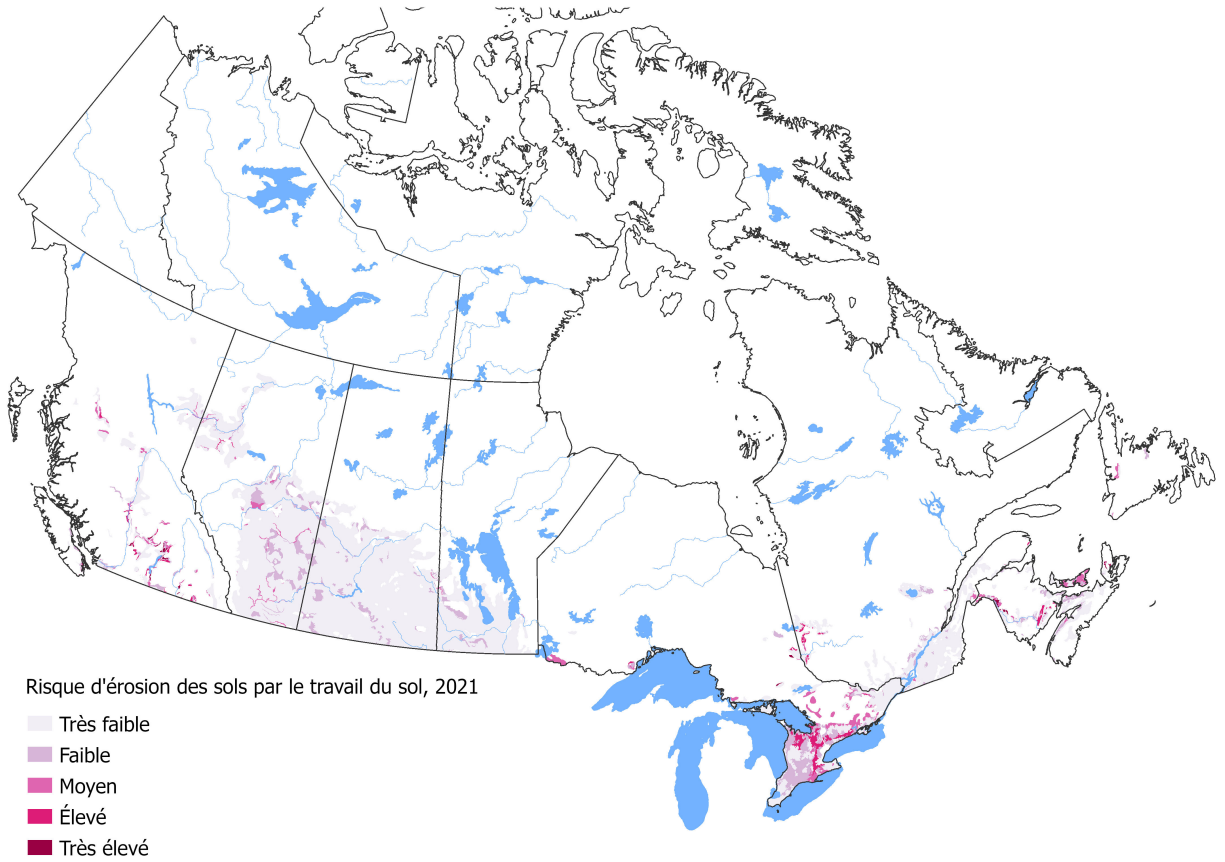 Risque d'érosion des sols par le travail du sol, 2021
Très faible
Faible
Moyen
Élevé
Très élevé